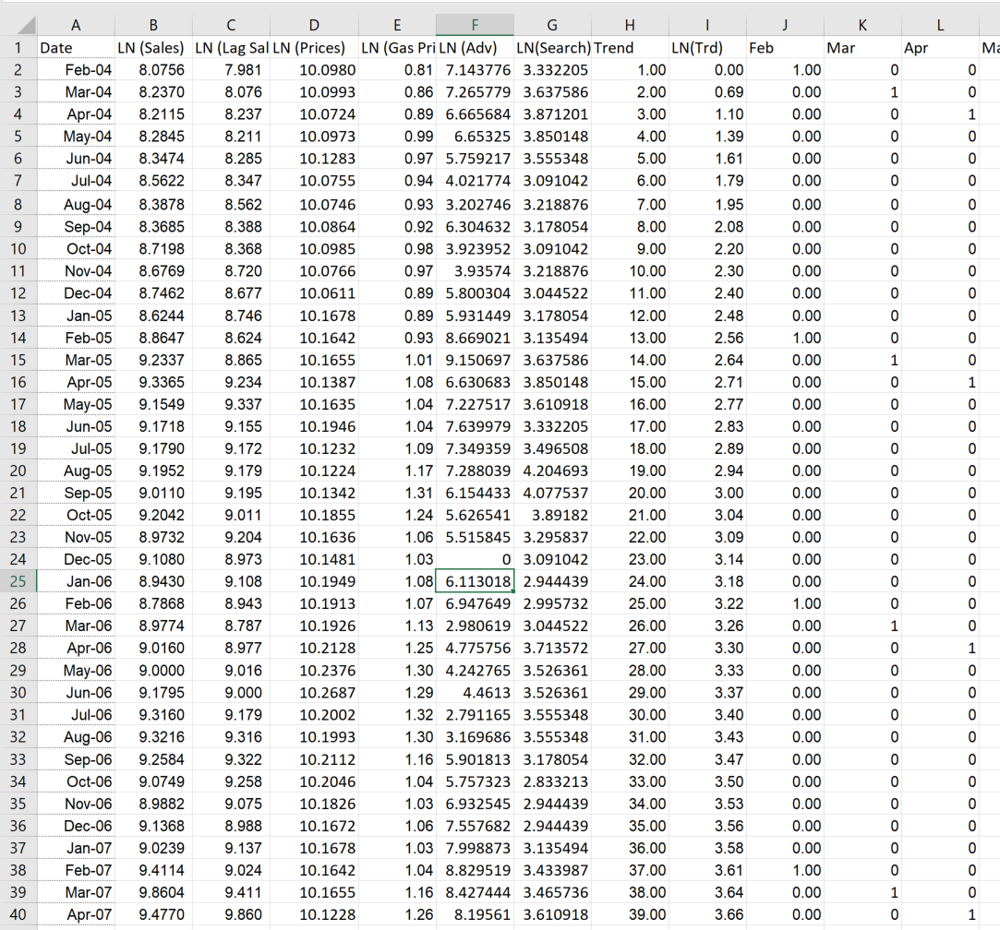 A B C D E F G H I J K L
1 Date LN (Sales) LN (Lag Sal LN (Prices) LN (Gas Pri LN (Adv) LN(Search) Trend LN(Trd) Feb Mar Apr Ma
2 Feb-04 8.0756 7.981 10.0980 0.81 7.143776 3.332205 1.00 0.00 1.00 0 0
3 Mar-04 8.2370 8.076 10.0993 0.86 7.265779 3.637586 2.00 0.69 0.00 1 0
4 Apr-04 8.2115 8.237 10.0724 0.89 6.665684 3.871201 3.00 1.10 0.00 0 1
5 May-04 8.2845 8.211 10.0973 0.99 6.65325 3.850148 4.00 1.39 0.00 0 0
6 Jun-04 8.3474 8.285 10.1283 0.97 5.759217 3.555348 5.00 1.61 0.00 0 0
7 Jul-04 8.5622 8.347 10.0755 0.94 4.021774 3.091042 6.00 1.79 0.00 0 0
8 Aug-04 8.3878 8.562 10.0746 0.93 3.202746 3.218876 7.00 1.95 0.00 0 0
9 Sep-04 8.3685 8.388 10.0864 0.92 6.304632 3.178054 8.00 2.08 0.00 0 0
10 Oct-04 8.7198 8.368 10.0985 0.98 3.923952 3.091042 9.00 2.20 0.00 0 0
11 Nov-04 8.6769 8.720 10.0766 0.97 3.93574 3.218876 10.00 2.30 0.00 0 0
12 Dec-04 8.7462 8.677 10.0611 0.89 5.800304 3.044522 11.00 2.40 0.00 0 0
13 Jan-05 8.6244 8.746 10.1678 0.89 5.931449 3.178054 12.00 2.48 0.00 0 0
14 Feb-05 8.8647 8.624 10.1642 0.93 8.669021 3.135494 13.00 2.56 1.00 0 0
15 Mar-05 9.2337 8.865 10.1655 1.01 9.150697 3.637586 14.00 2.64 0.00 1 0
16 Apr-05 9.3365 9.234 10.1387 1.08 6.630683 3.850148 15.00 2.71 0.00 0 1
17 May-05 9.1549 9.337 10.1635 1.04 7.227517 3.610918 16.00 2.77 0.00 0 0
18 Jun-05 9.1718 9.155 10.1946 1.04 7.639979 3.332205 17.00 2.83 0.00 0 0
19 Jul-05 9.1790 9.172 10.1232 1.09 7.349359 3.496508 18.00 2.89 0.00 0 0
20 Aug-05 9.1952 9.179 10.1224 1.17 7.288039 4.204693 19.00 2.94 0.00 0 0
21 Sep-05 9.0110 9.195 10.1342 1.31 6.154433 4.077537 20.00 3.00 0.00 0 0
22 Oct-05 9.2042 9.011 10.1855 1.24 5.626541 3.89182 21.00 3.04 0.00 0 0
23 Nov-05 8.9732 9.204 10.1636 1.06 5.515845 3.295837 22.00 3.09 0.00 0 0
24 Dec-05 9.1080 8.973 10.1481 1.03 0 3.091042 23.00 3.14 0.00 0 0
25 Jan-06 8.9430 9.108 10.1949 1.08 6.113018 2.944439 24.00 3.18 0.00 0 0
26 Feb-06 8.7868 8.943 10.1913 1.07 6.947649 2.995732 25.00 3.22 1.00 0 0
27 Mar-06 8.9774 8.787 10.1926 1.13 2.980619 3.044522 26.00 3.26 0.00 1 0
28 Apr-06 9.0160 8.977 10.2128 1.25 4.775756 3.713572 27.00 3.30 0.00 0 1
29 May-06 9.0000 9.016 10.2376 1.30 4.242765 3.526361 28.00 3.33 0.00 0 0
30 Jun-06 9.1795 9.000 10.2687 1.29 4.4613 3.526361 29.00 3.37 0.00 0 0
31 Jul-06 9.3160 9.179 10.2002 1.32 2.791165 3.555348 30.00 3.40 0.00 0 0
32 Aug-06 9.3216 9.316 10.1993 1.30 3.169686 3.555348 31.00 3.43 0.00 0 0
33 Sep-06 9.2584 9.322 10.2112 1.16 5.901813 3.178054 32.00 3.47 0.00 0 0
34 Oct-06 9.0749 9.258 10.2046 1.04 5.757323 2.833213 33.00 3.50 0.00 0 0
35 Nov-06 8.9882 9.075 10.1826 1.03 6.932545 2.944439 34.00 3.53 0.00 0 0
36 Dec-06 9.1368 8.988 10.1672 1.06 7.557682 2.944439 35.00 3.56 0.00 0 0
37 Jan-07 9.0239 9.137 10.1678 1.03 7.998873 3.135494 36.00 3.58 0.00 0 0
38 Feb-07 9.4114 9.024 10.1642 1.04 8.829519 3.433987 37.00 3.61 1.00 0 0
39 Mar-07 9.8604 9.411 10.1655 1.16 8.427444 3.465736 38.00 3.64 0.00 1 0
40 Apr-07 9.4770 9.860 10.1228 1.26 8.19561 3.610918 39.00 3.66 0.00 0 1